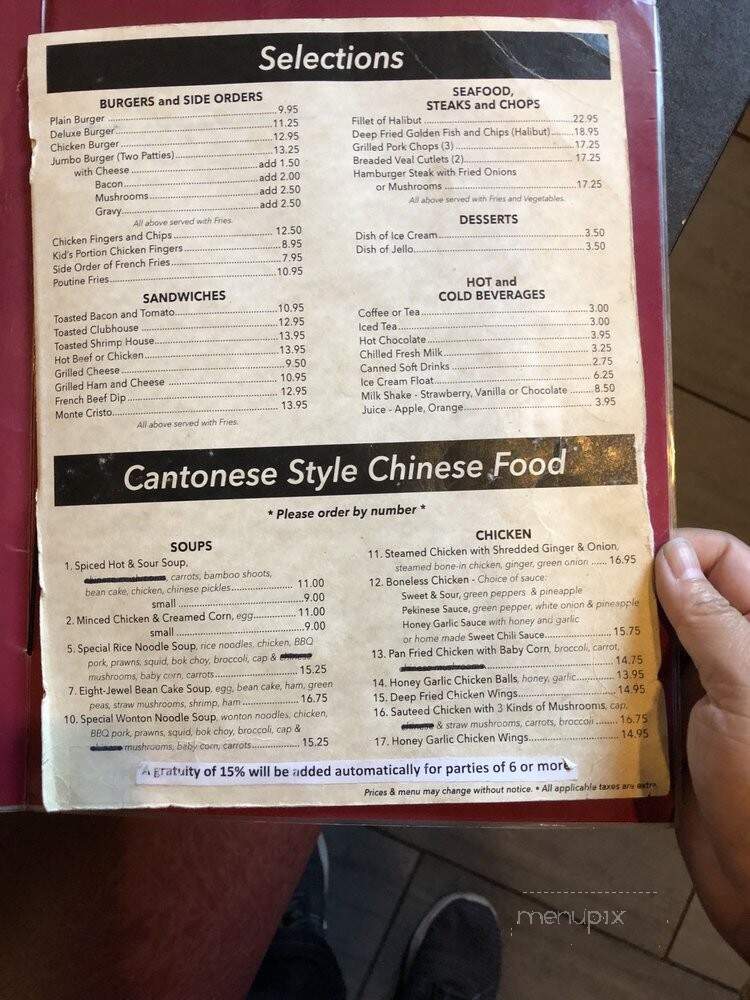 Selections
BURGERS and SIDE ORDERS
Plain Burger 9.95
Deluxe Burger 11.25
Chicken Burger 12.95
Jumbo Burger (Two Patties) 13.25
with Cheese add 1.50
Bacon add 2.00
Mushrooms add 2.50
Gravy add 2.50
All above served with Fries.
Chicken Fingers and Chips 12.50
Kid's Portion Chicken Fingers 8.95
Side Order of French Fries 7.95
Poutine Fries 10.95
SANDWICHES
Toasted Bacon and Tomato 10.95
Toasted Clubhouse 12.95
Toasted Shrimp House 13.95
Hot Beef or Chicken 13.95
Grilled Cheese 9.50
Grilled Ham and Cheese 10.95
French Beef Dip 12.95
Monte Cristo 13.95
All above served with Fries.
SEAFOOD,
STEAKS and CHOPS
Fillet of Halibut 22.95
Deep Fried Golden Fish and Chips (Halibut) 18.95
Grilled Pork Chops (3) 17.25
Breaded Veal Cutlets (2) 17.25
Hamburger Steak with Fried Onions
or Mushrooms 17.25
All above served with Fries and Vegetables.
DESSERTS
Dish of Ice Cream 3.50
Dish of Jello 3.50
HOT and
COLD BEVERAGES
Coffee or Tea 3.00
Iced Tea 3.00
Hot Chocolate 3.95
Chilled Fresh Milk 3.25
Canned Soft Drinks 2.75
Ice Cream Float 6.25
Milk Shake - Strawberry, Vanilla or Chocolate 8.50
Juice - Apple, Orange 3.95
Cantonese Style Chinese Food
* Please order by number *
SOUPS
1. Spiced Hot & Sour Soup,
carrots, bamboo shoots,
bean cake, chicken, chinese pickles 11.00
small 9.00
2. Minced Chicken & Creamed Corn, egg 11.00
small 9.00
5. Special Rice Noodle Soup, rice noodles, chicken, BBQ
pork, prawns, squid, bok choy, broccoli, cap &
mushrooms, baby corn, carrots 15.25
7. Eight-Jewel Bean Cake Soup, egg, bean cake, ham, green
peas, straw mushrooms, shrimp, ham 16.75
10. Special Wonton Noodle Soup, wonton noodles, chicken,
BBQ pork, prawns, squid, bok choy, broccoli, cap &
mushrooms, baby corn, carrots 15.25
CHICKEN
11. Steamed Chicken with Shredded Ginger & Onion,
steamed bone-in chicken, ginger, green onion 16.95
12. Boneless Chicken - Choice of sauce:
Sweet & Sour, green peppers & pineapple
Pekinese Sauce, green pepper, white onion & pineapple
Honey Garlic Sauce with honey and garlic
or home made Sweet Chili Sauce 15.75
13. Pan Fried Chicken with Baby Corn, broccoli, carrot,
14.75
14. Honey Garlic Chicken Balls, honey, garlic 13.95
15. Deep Fried Chicken Wings 14.95
16. Sauteed Chicken with 3 Kinds of Mushrooms, cap,
& straw mushrooms, carrots, broccoli 16.75
17. Honey Garlic Chicken Wings 14.95
A gratuity of 15% will be added automatically for parties of 6 or more
Prices & menu may change without notice. • All applicable taxes are extra
menupix